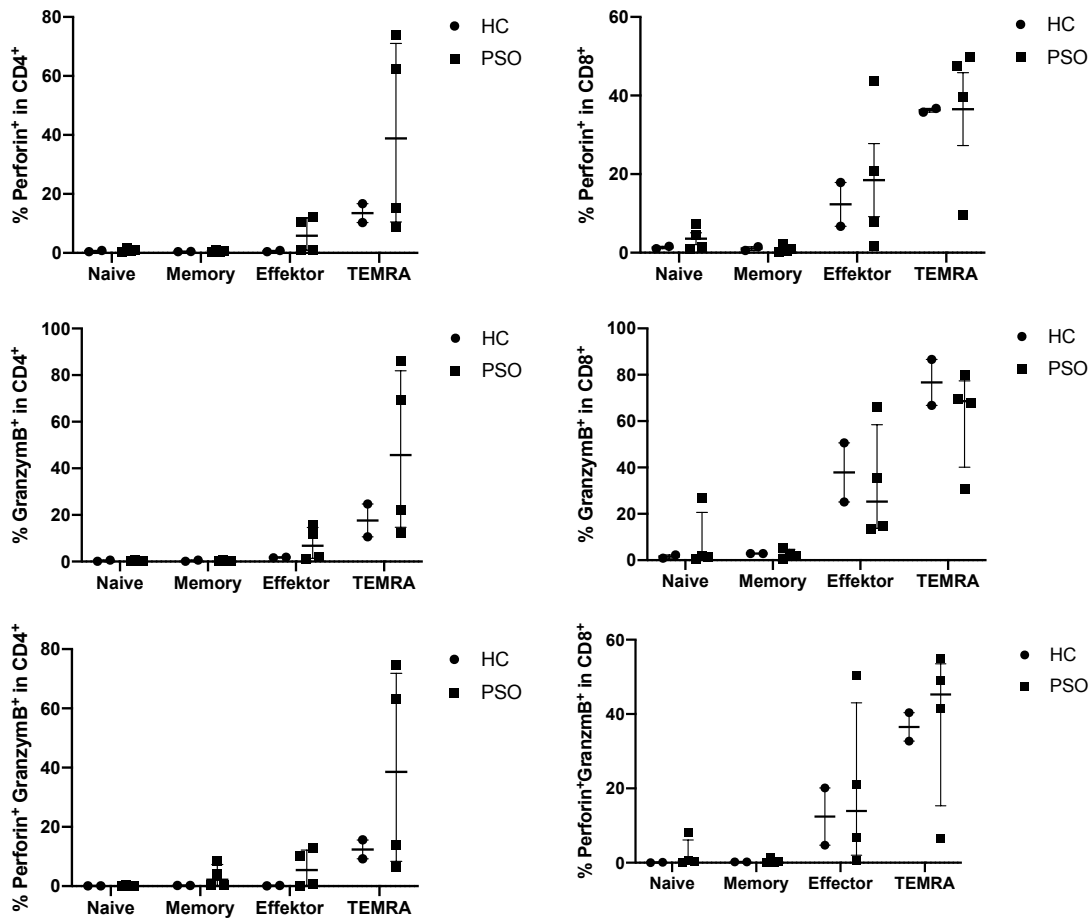 % Perforin⁺ in CD4⁺
80
60
40
20
0
Naive Memory Effektor TEMRA
HC
PSO
% Perforin⁺ in CD8⁺
60
40
20
0
Naive Memory Effektor TEMRA
HC
PSO
% GranzymB⁺ in CD4⁺
100
80
60
40
20
0
Naive Memory Effektor TEMRA
HC
PSO
% GranzymB⁺ in CD8⁺
100
80
60
40
20
0
Naive Memory Effektor TEMRA
HC
PSO
% Perforin⁺ GranzymB⁺ in CD4⁺
80
60
40
20
0
Naive Memory Effektor TEMRA
HC
PSO
% Perforin⁺GranzmB⁺ in CD8⁺
60
40
20
0
Naive Memory Effector TEMRA
HC
PSO